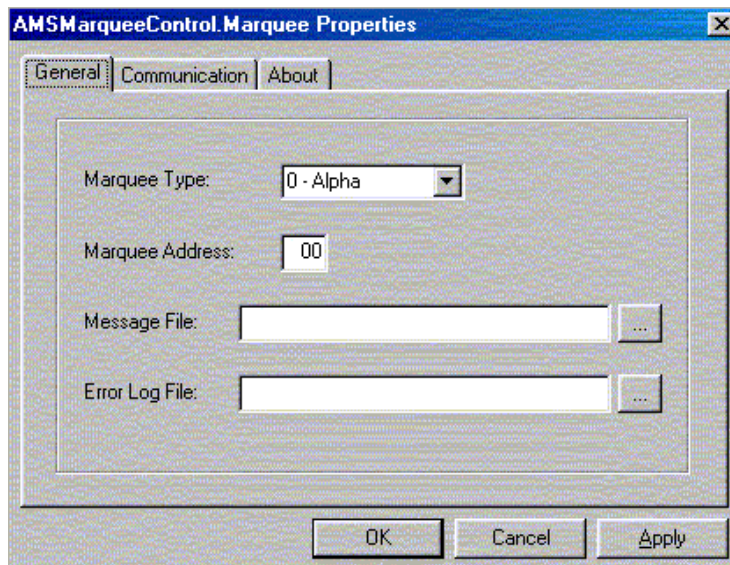 AMSMarqueeControl.Marquee Properties
General Communication About
Marquee Type: 0 - Alpha
Marquee Address: 00
Message File: ...
Error Log File: ...
OK Cancel Apply